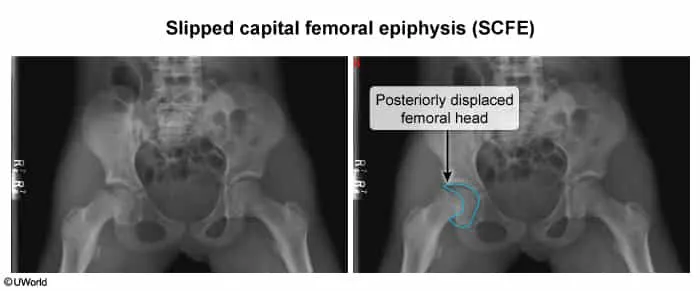 Slipped capital femoral epiphysis (SCFE)
Posteriorly displaced
femoral head
©UWorld